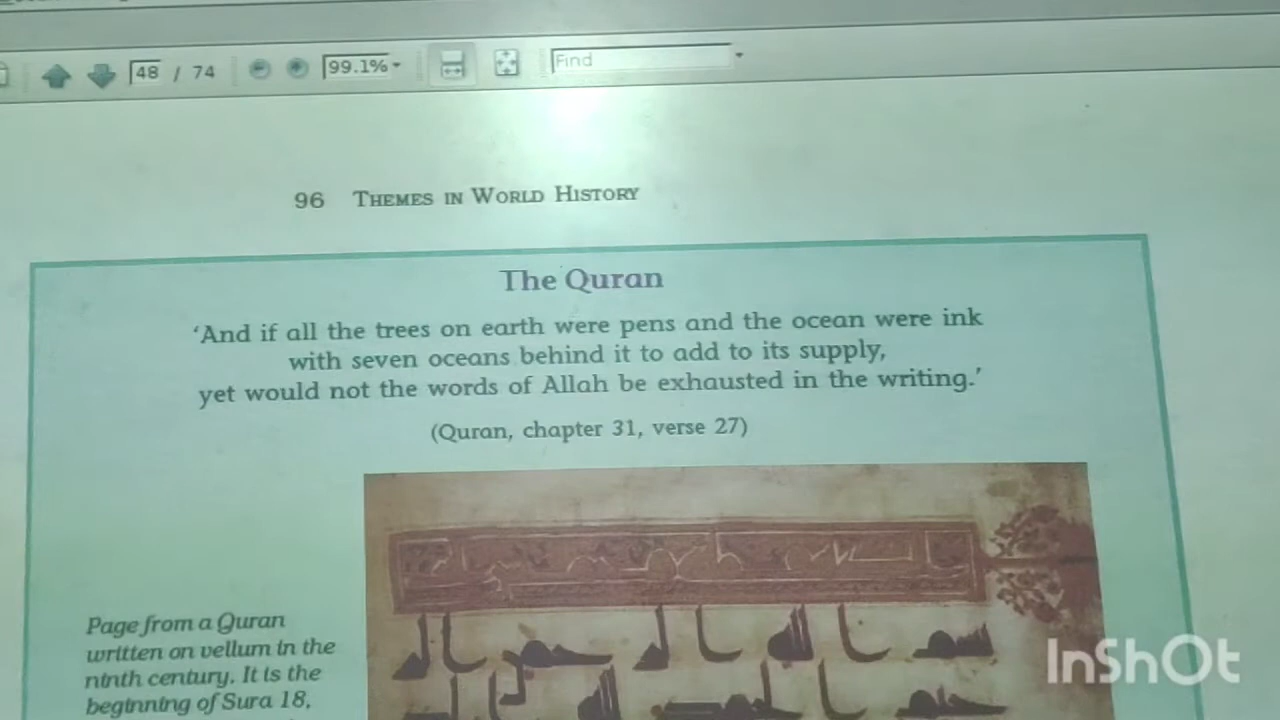 48 / 74 99.1% Find
96 THEMES IN WORLD HISTORY
The Quran
‘And if all the trees on earth were pens and the ocean were ink
with seven oceans behind it to add to its supply,
yet would not the words of Allah be exhausted in the writing.’
(Quran, chapter 31, verse 27)
Page from a Quran
written on vellum in the
ninth century. It is the
beginning of Sura 18,
InShOt